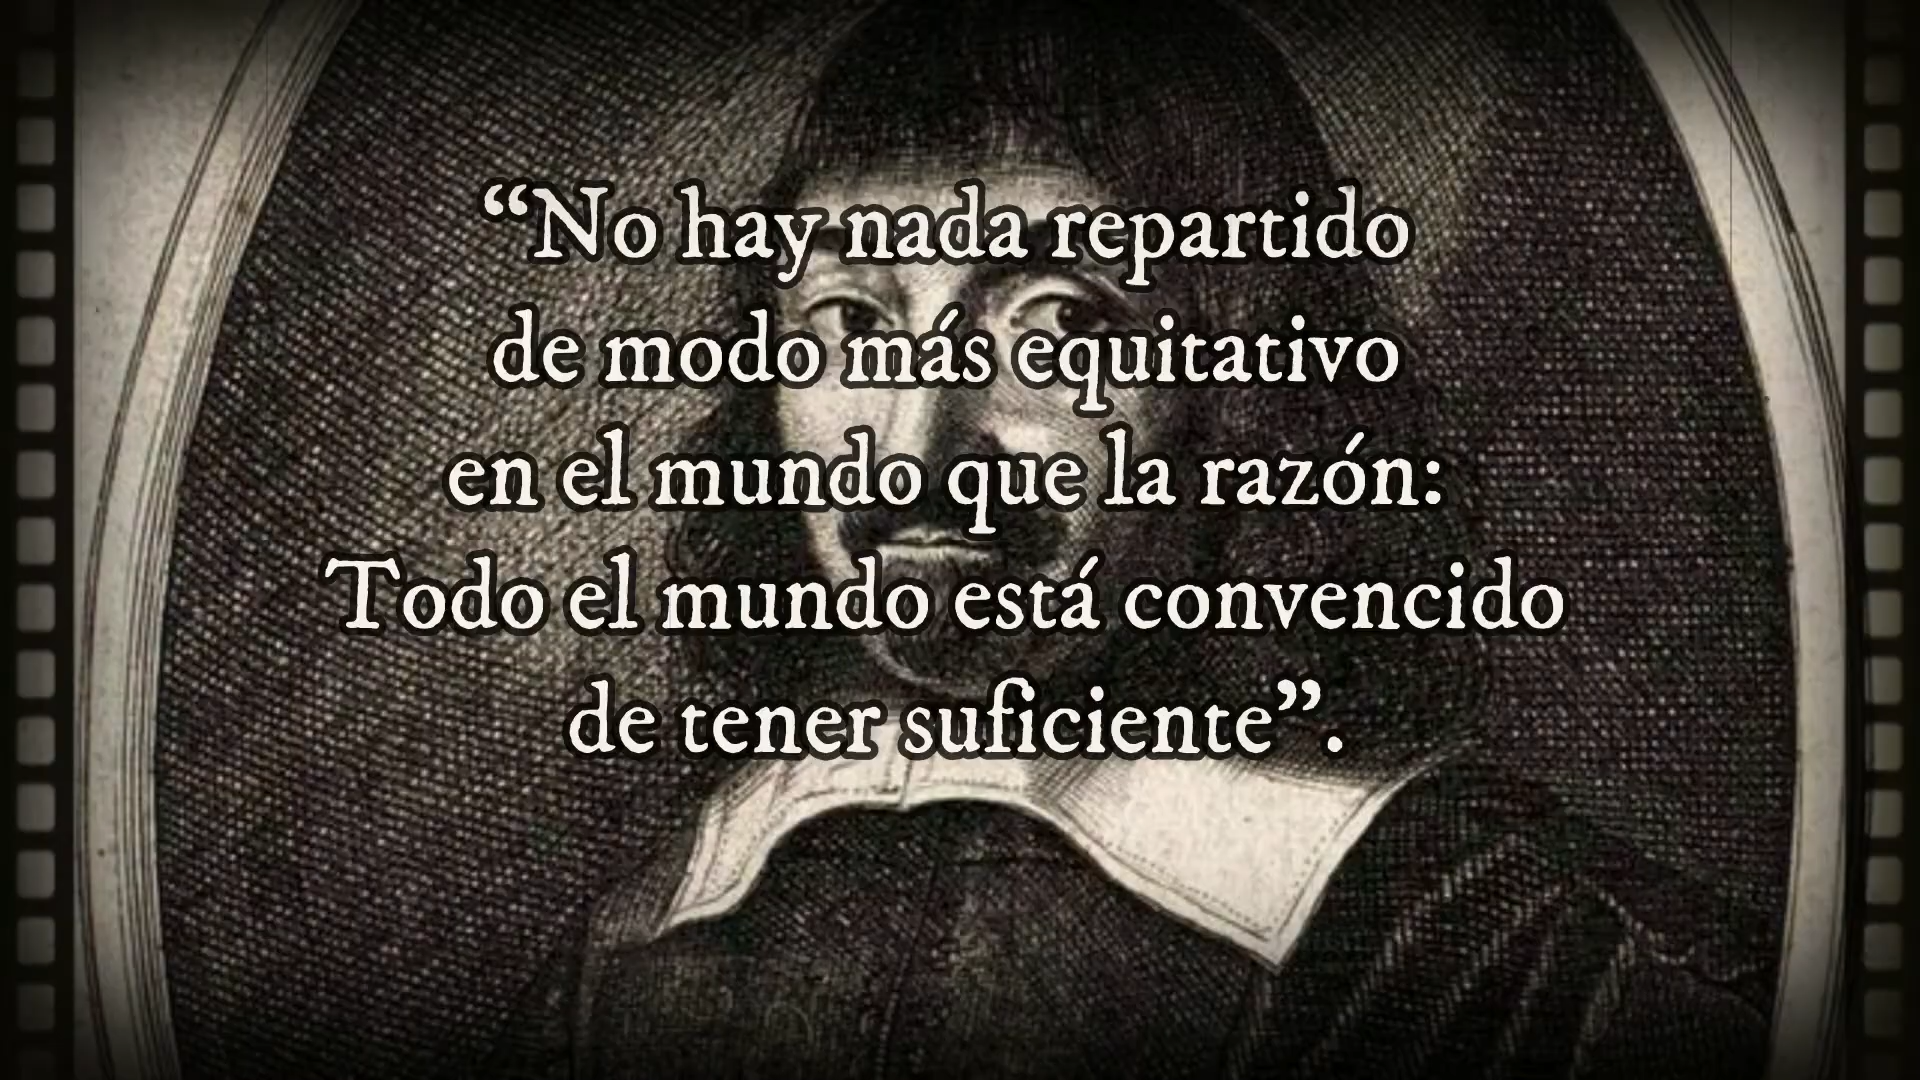 “No hay nada repartido
de modo más equitativo
en el mundo que la razón:
Todo el mundo está convencido
de tener suficiente”.